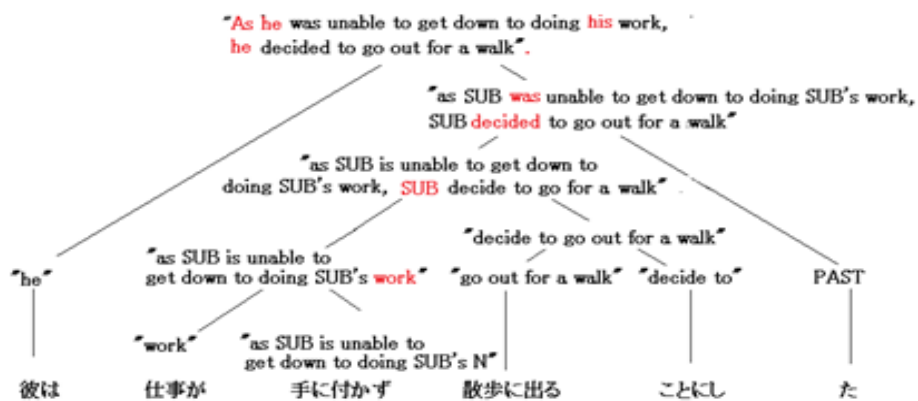 "As he was unable to get down to doing his work,
he decided to go out for a walk".
"as SUB was unable to get down to doing SUB's work,
SUB decided to go out for a walk"
"as SUB is unable to get down to
doing SUB's work, SUB decide to go for a walk"
"decide to go out for a walk"
"as SUB is unable to
get down to doing SUB's work"
"he"
"go out for a walk"
"decide to"
PAST
"work"
"as SUB is unable to
get down to doing SUB's N"
彼は 仕事が 手に付かず 散歩に出る ことにし た